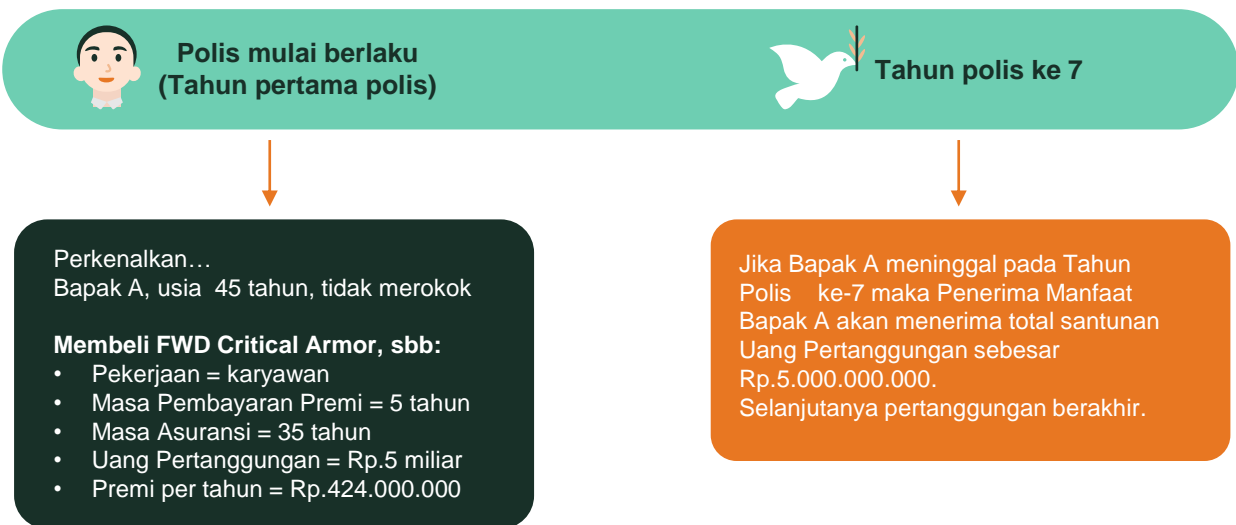 Polis mulai berlaku
(Tahun pertama polis)
Tahun polis ke 7
Perkenalkan…
Bapak A, usia  45 tahun, tidak merokok
Membeli FWD Critical Armor, sbb:
• Pekerjaan = karyawan
• Masa Pembayaran Premi = 5 tahun
• Masa Asuransi = 35 tahun
• Uang Pertanggungan = Rp.5 miliar
• Premi per tahun = Rp.424.000.000
Jika Bapak A meninggal pada Tahun
Polis    ke-7 maka Penerima Manfaat
Bapak A akan menerima total santunan
Uang Pertanggungan sebesar
Rp.5.000.000.000.
Selanjutanya pertanggungan berakhir.